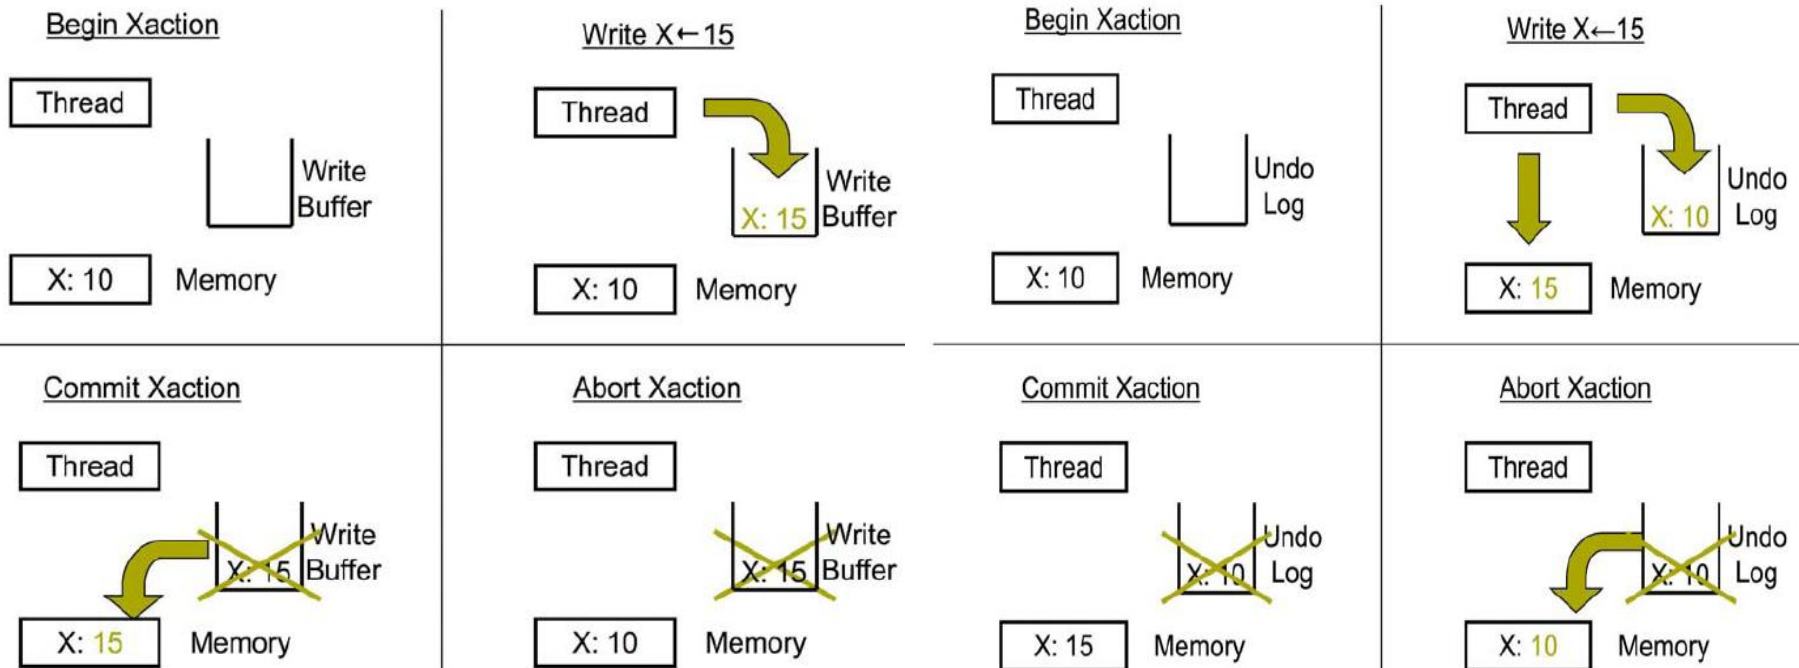 Begin Xaction
Thread
Write
Buffer
X: 10 Memory
Write X←15
Thread
Write
X: 15 Buffer
X: 10 Memory
Commit Xaction
Thread
Write
X: 15 Buffer
X: 15 Memory
Abort Xaction
Thread
Write
X: 15 Buffer
X: 10 Memory
Begin Xaction
Thread
Undo
Log
X: 10 Memory
Write X←15
Thread
Undo
X: 10 Log
X: 15 Memory
Commit Xaction
Thread
Undo
X: 10 Log
X: 15 Memory
Abort Xaction
Thread
Undo
X: 10 Log
X: 10 Memory